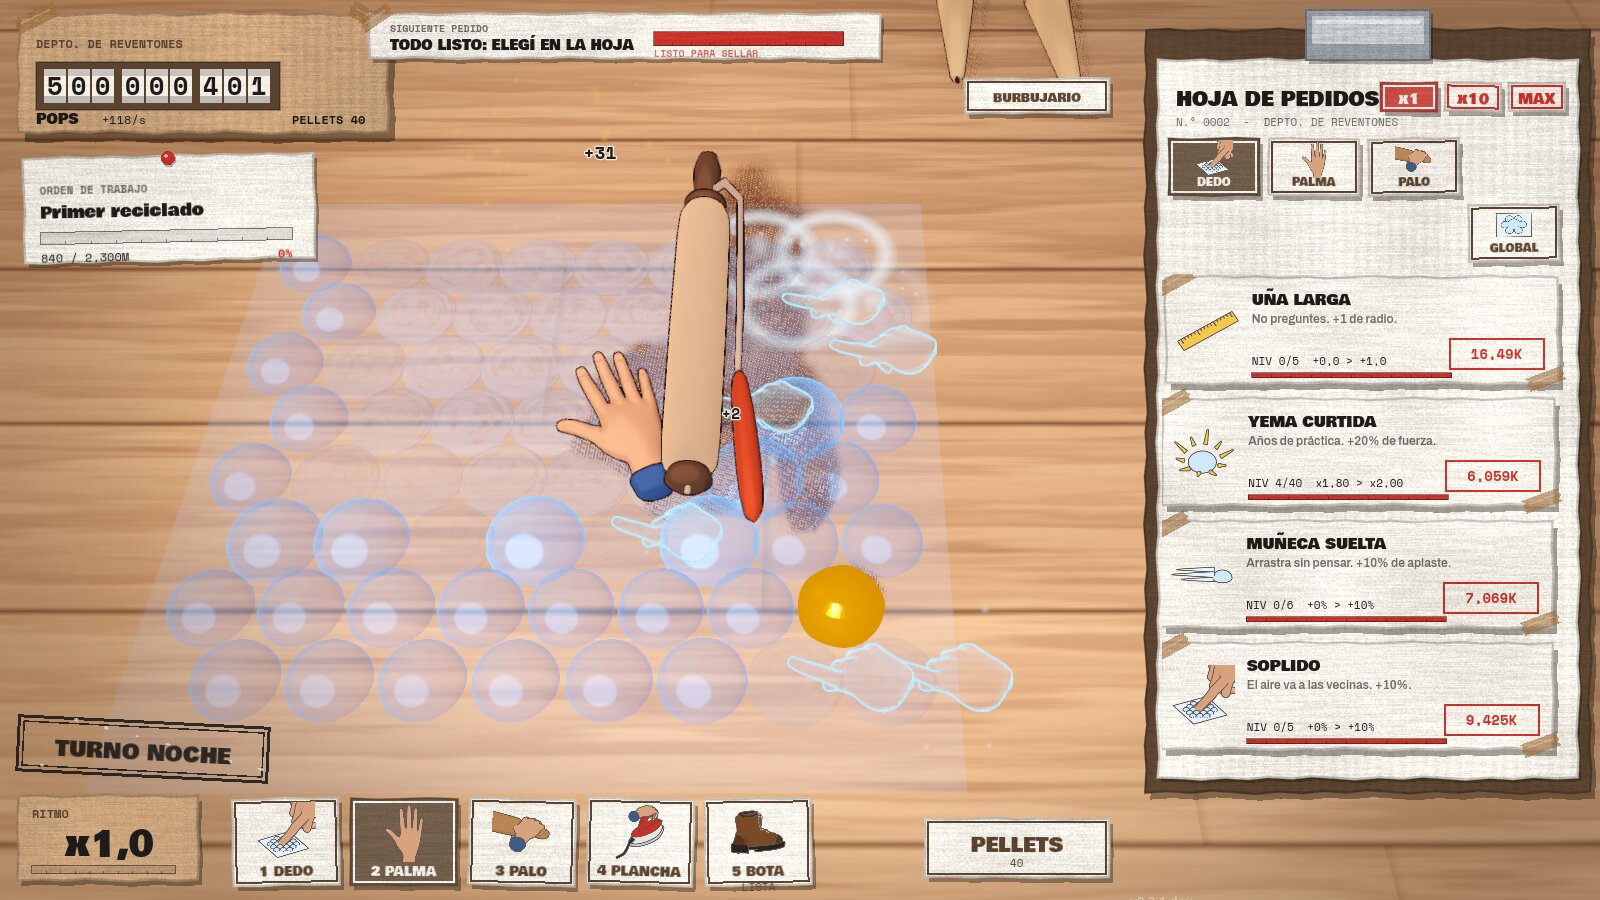 DEPTO. DE REVENTONES
500 000 401
POPS +118/s PELLETS 40
SIGUIENTE PEDIDO
TODO LISTO: ELEGÍ EN LA HOJA
LISTO PARA SELLAR
BURBUJARIO
ORDEN DE TRABAJO
Primer reciclado
0%
840 / 2,300M
+31
+2
HOJA DE PEDIDOS
x1 x10 MAX
N.° 0002 - DEPTO. DE REVENTONES
DEDO PALMA PALO
GLOBAL
UÑA LARGA
No preguntes. +1 de radio.
NIV 0/5 +0,0 > +1,0
16,49K
YEMA CURTIDA
Años de práctica. +20% de fuerza.
NIV 4/40 x1,80 > x2,00
6,059K
MUÑECA SUELTA
Arrastra sin pensar. +10% de aplaste.
NIV 0/6 +0% > +10%
7,069K
SOPLIDO
El aire va a las vecinas. +10%.
NIV 0/5 +0% > +10%
9,425K
TURNO NOCHE
RITMO
x1,0
1 DEDO
2 PALMA
3 PALO
4 PLANCHA
5 BOTA
LISTA
PELLETS
40